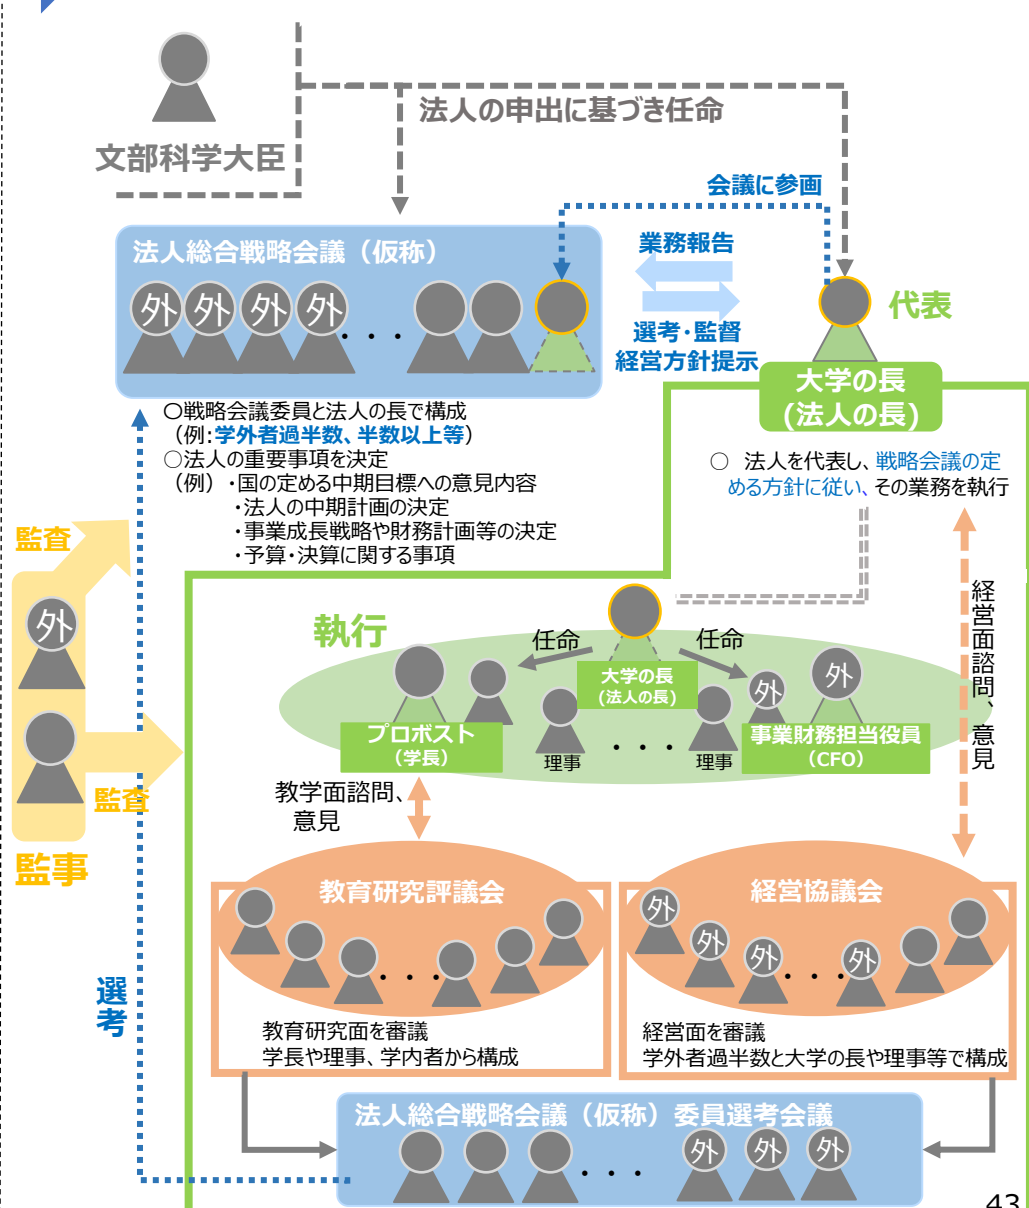 法人の申出に基づき任命
文部科学大臣
会議に参画
法人総合戦略会議（仮称）
業務報告
外 外 外 外 ・・・
代表
選考・監督
経営方針提示
大学の長
(法人の長)
〇戦略会議委員と法人の長で構成
（例:学外者過半数、半数以上等）
○法人の重要事項を決定
（例）・国の定める中期目標への意見内容
・法人の中期計画の決定
・事業成長戦略や財務計画等の決定
・予算・決算に関する事項
○ 法人を代表し、戦略会議の定
める方針に従い、その業務を執行
監査
外
監査
監事
執行
任命
任命
大学の長
(法人の長)
外
外
プロボスト
（学長）
理事
・・・
理事
事業財務担当役員
（CFO）
経営面諮問、意見
教学面諮問、
意見
教育研究評議会
・・・
教育研究面を審議
学長や理事、学内者から構成
経営協議会
外 外 外 ・・・ 外
経営面を審議
学外者過半数と大学の長や理事等で構成
選考
法人総合戦略会議（仮称）委員選考会議
・・・ 外 外 外
43